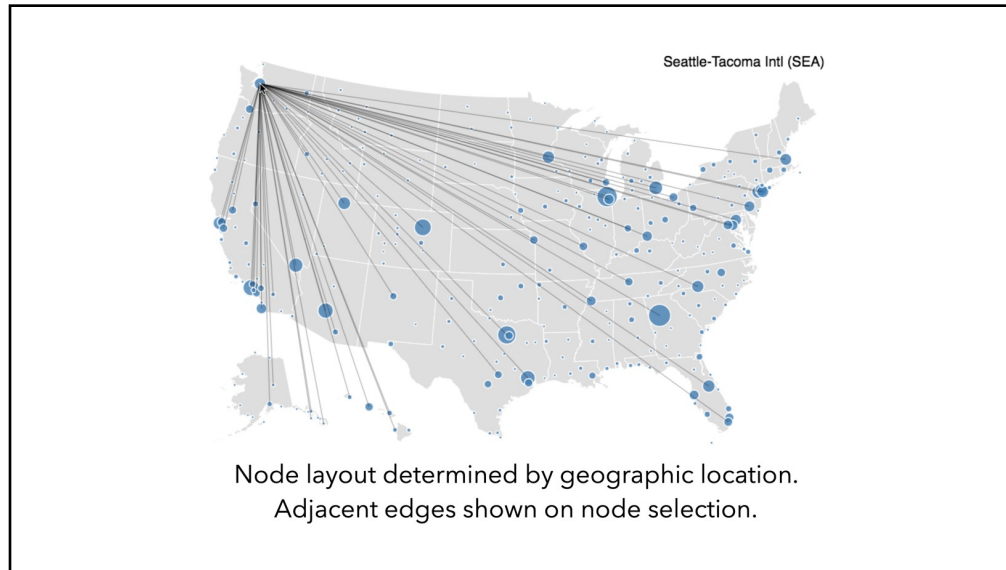 Seattle-Tacoma Intl (SEA)
Node layout determined by geographic location.
Adjacent edges shown on node selection.